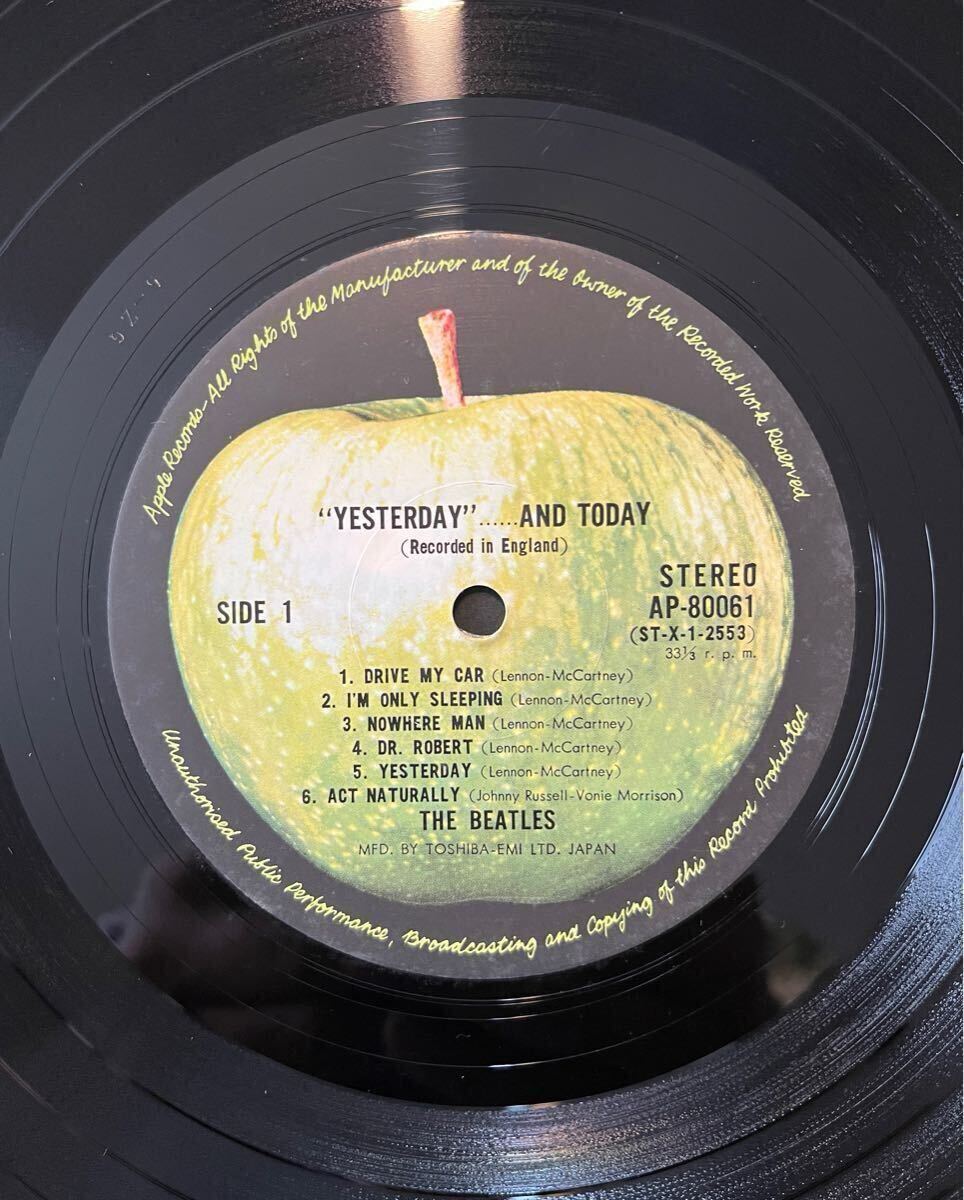 Apple Records-All Rights of the Manufacturer and of the Owner of the Recorded Work Reserved
"YESTERDAY"......AND TODAY
(Recorded in England)
STEREO
SIDE 1
AP-80061
(ST-X-1-2553)
33⅓ r. p. m.
1. DRIVE MY CAR (Lennon-McCartney)
2. I'M ONLY SLEEPING (Lennon-McCartney)
3. NOWHERE MAN (Lennon-McCartney)
4. DR. ROBERT (Lennon-McCartney)
5. YESTERDAY (Lennon-McCartney)
6. ACT NATURALLY (Johnny Russell-Vonie Morrison)
THE BEATLES
MFD. BY TOSHIBA-EMI LTD. JAPAN
Unauthorised Public Performance, Broadcasting and Copying of this Record Prohibited